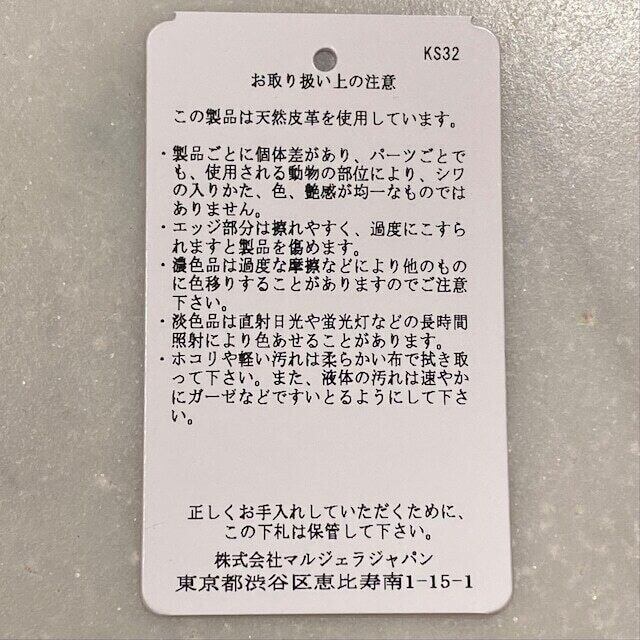 KS32
お取り扱い上の注意
この製品は天然皮革を使用しています。
・製品ごとに個体差があり、パーツごとで
も、使用される動物の部位により、シワ
の入りかた、色、艶感が均一なものでは
ありません。
・エッジ部分は擦れやすく、過度にこすら
れますと製品を傷めます。
・濃色品は過度な摩擦などにより他のもの
に色移りすることがありますのでご注意
下さい。
・淡色品は直射日光や蛍光灯などの長時間
照射により色あせることがあります。
・ホコリや軽い汚れは柔らかい布で拭き取
って下さい。また、液体の汚れは速やか
にガーゼなどですいとるようにして下さ
い。
正しくお手入れしていただくために、
この下札は保管して下さい。
株式会社マルジェラジャパン
東京都渋谷区恵比寿南1-15-1